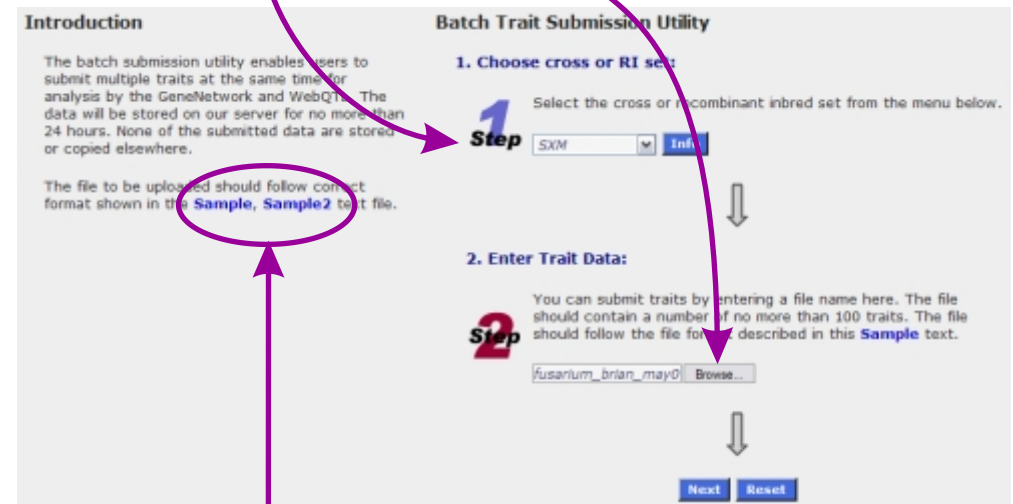 Introduction
The batch submission utility enables users to
submit multiple traits at the same time for
analysis by the GeneNetwork and WebQTL. The
data will be stored on our server for no more than
24 hours. None of the submitted data are stored
or copied elsewhere.
The file to be uploaded should follow correct
format shown in the Sample, Sample2 text file.
Batch Trait Submission Utility
1. Choose cross or RI set:
1
Step
Select the cross or recombinant inbred set from the menu below.
SXM
Info
2. Enter Trait Data:
2
Step
You can submit traits by entering a file name here. The file
should contain a number of no more than 100 traits. The file
should follow the file format described in this Sample text.
fusarium_brian_may0 Browse...
Next Reset